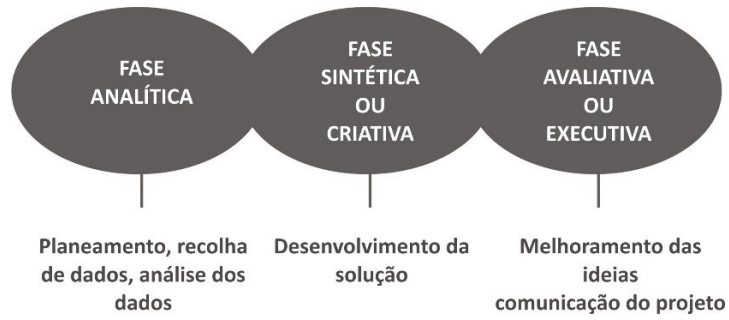 FASE
ANALÍTICA
FASE
SINTÉTICA
OU
CRIATIVA
FASE
AVALIATIVA
OU
EXECUTIVA
Planeamento, recolha
de dados, análise dos
dados
Desenvolvimento da
solução
Melhoramento das
ideias
comunicação do projeto